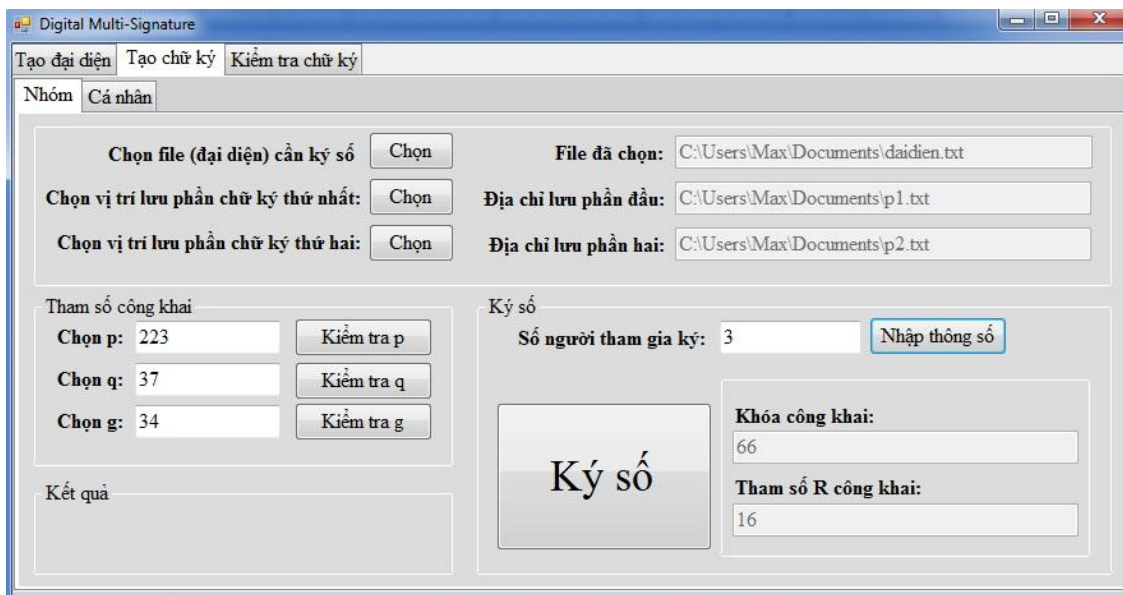 Digital Multi-Signature
Tạo đại diện Tạo chữ ký Kiểm tra chữ ký
Nhóm Cá nhân
Chọn file (đại diện) cần ký số Chọn File đã chọn: C:\Users\Max\Documents\daidien.txt
Chọn vị trí lưu phần chữ ký thứ nhất: Chọn Địa chỉ lưu phần đầu: C:\Users\Max\Documents\p1.txt
Chọn vị trí lưu phần chữ ký thứ hai: Chọn Địa chỉ lưu phần hai: C:\Users\Max\Documents\p2.txt
Tham số công khai
Chọn p: 223 Kiểm tra p
Chọn q: 37 Kiểm tra q
Chọn g: 34 Kiểm tra g
Kết quả
Ký số
Số người tham gia ký: 3 Nhập thông số
Ký số
Khóa công khai:
66
Tham số R công khai:
16